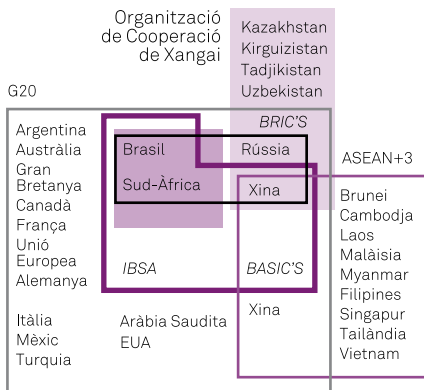 Organització
de Cooperació
de Xangai
Kazakhstan
Kirguizistan
Tadjikistan
Uzbekistan
G20
BRIC'S
Argentina
Austràlia
Gran
Bretanya
Canadà
França
Unió
Europea
Alemanya
Itàlia
Mèxic
Turquia
Brasil
Rússia
Sud-Àfrica
Xina
IBSA
BASIC'S
Aràbia Saudita
EUA
Xina
ASEAN+3
Brunei
Cambodja
Laos
Malàisia
Myanmar
Filipines
Singapur
Tailàndia
Vietnam